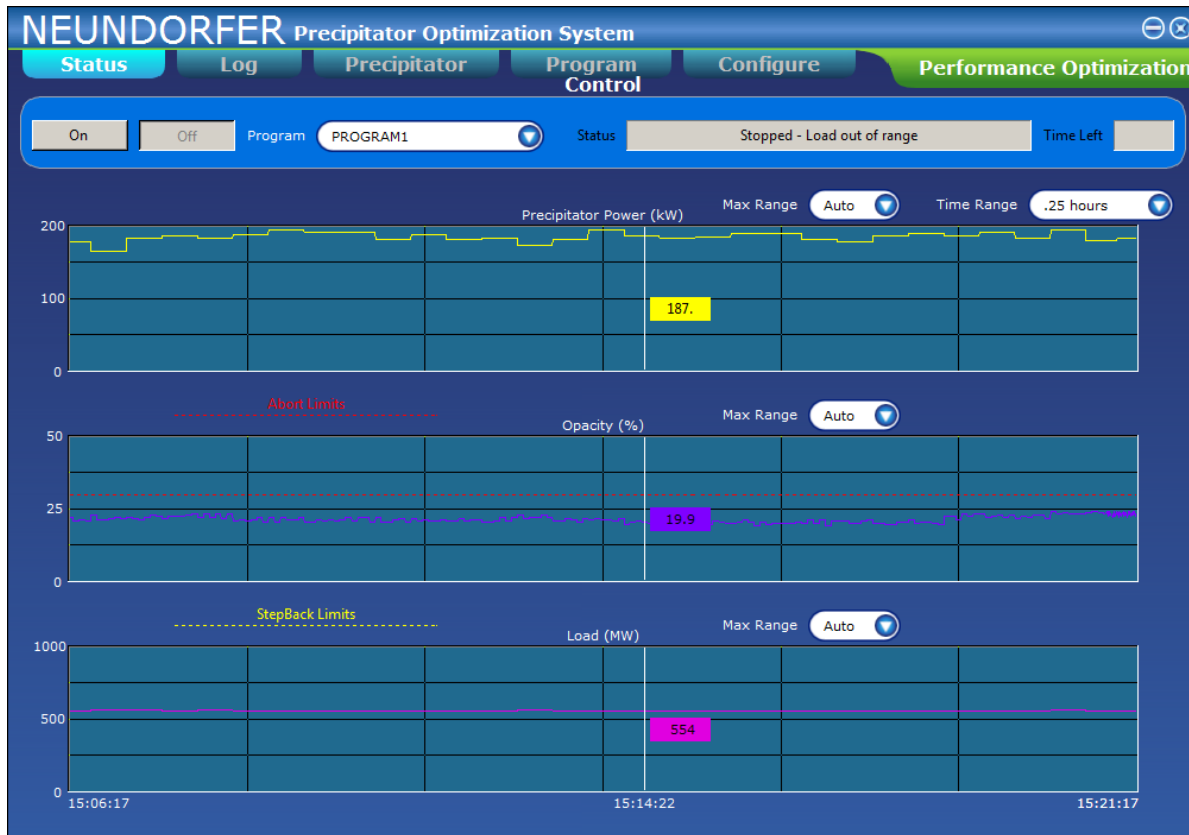 NEUNDORFER Precipitator Optimization System
Status Log Precipitator Program Control Configure Performance Optimization
On Off Program PROGRAM1 Status Stopped - Load out of range Time Left
Precipitator Power (kW) Max Range Auto Time Range .25 hours
200
100
187.
0
Abort Limits
Opacity (%) Max Range Auto
50
25
19.9
0
StepBack Limits
Load (MW) Max Range Auto
1000
500
554
0
15:06:17 15:14:22 15:21:17